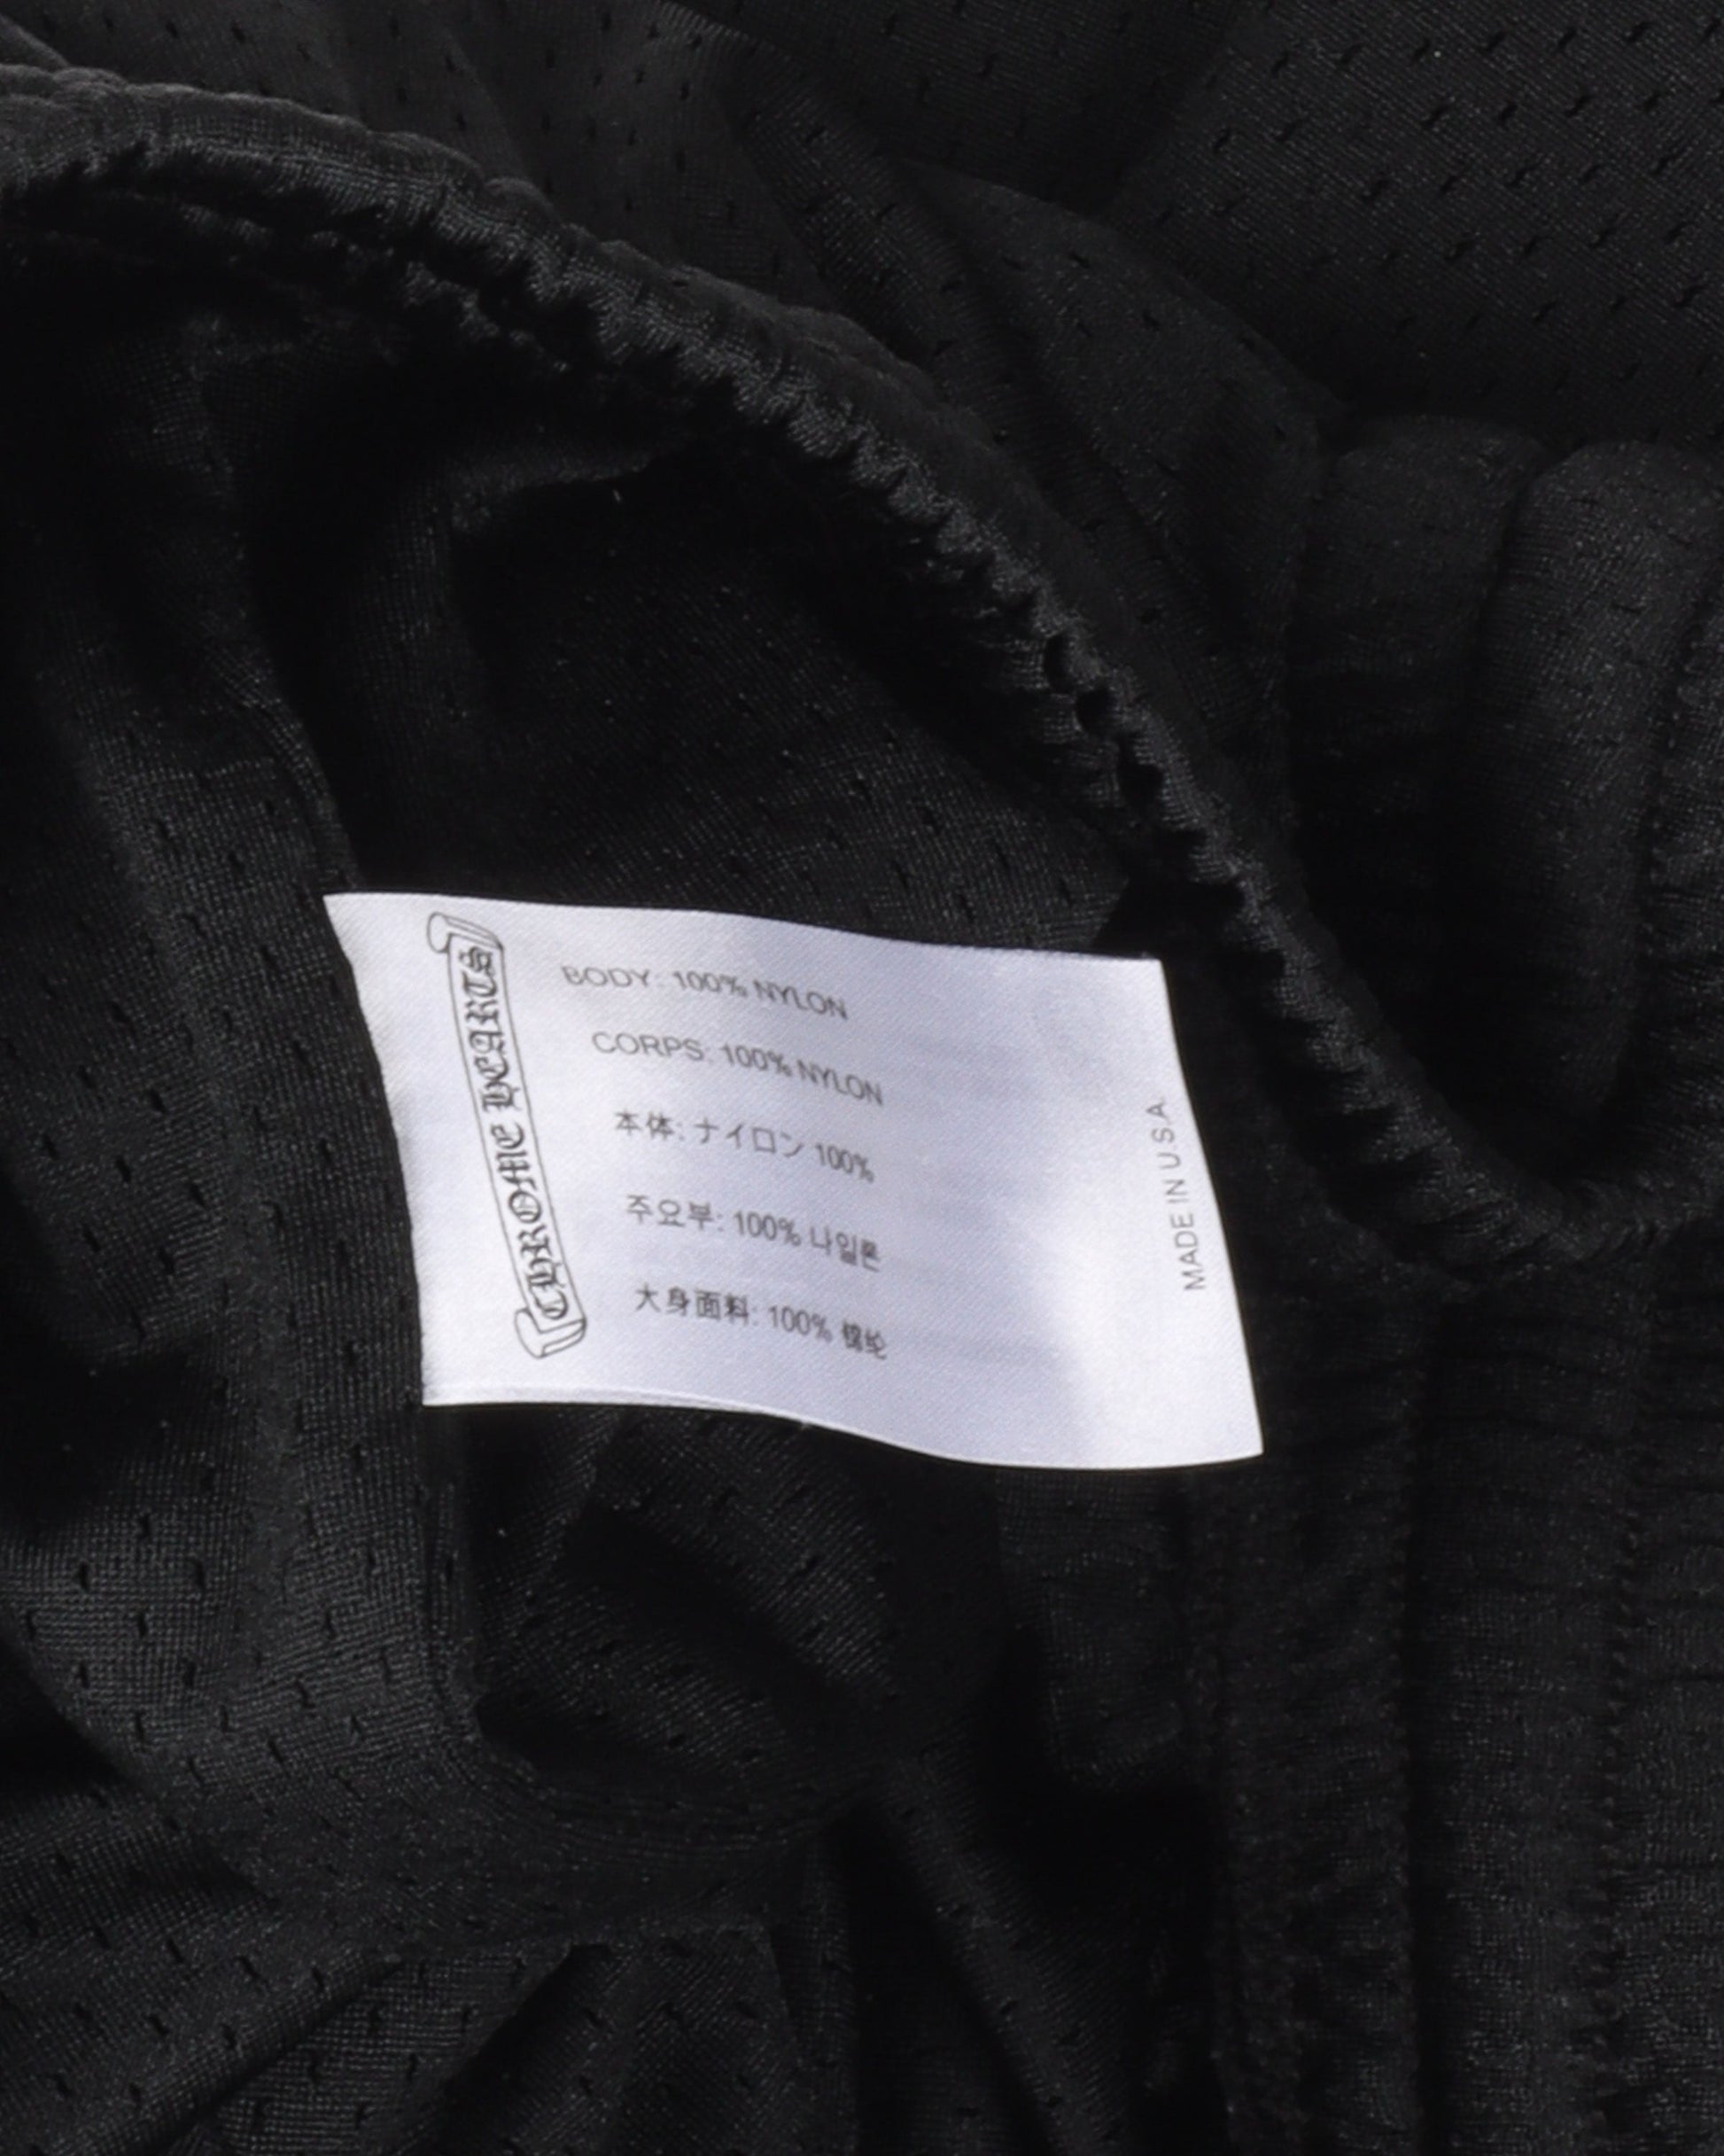 CHROME HEARTS
BODY: 100% NYLON
CORPS: 100% NYLON
本体: ナイロン 100%
주요부: 100% 나일론
大身面料: 100% 锦纶
MADE IN U.S.A.